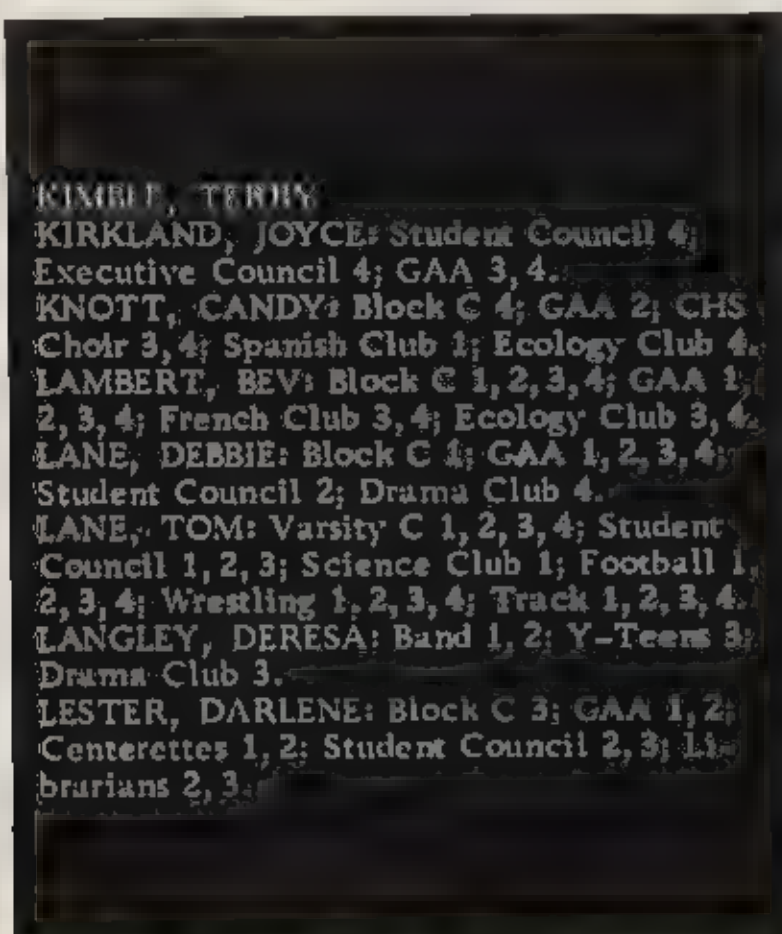 KIMBLE, TERRY
KIRKLAND, JOYCE: Student Council 4;
Executive Council 4; GAA 3, 4.
KNOTT, CANDY: Block C 4; GAA 2; CHS
Choir 3, 4; Spanish Club 1; Ecology Club 4.
LAMBERT, BEV: Block C 1, 2, 3, 4; GAA 1,
2, 3, 4; French Club 3, 4; Ecology Club 3, 4.
LANE, DEBBIE: Block C 1; GAA 1, 2, 3, 4;
Student Council 2; Drama Club 4.
LANE, TOM: Varsity C 1, 2, 3, 4; Student
Council 1, 2, 3; Science Club 1; Football 1,
2, 3, 4; Wrestling 1, 2, 3, 4; Track 1, 2, 3, 4.
LANGLEY, DERESA: Band 1, 2; Y-Teens 3;
Drama Club 3.
LESTER, DARLENE: Block C 3; GAA 1, 2;
Centerettes 1, 2; Student Council 2, 3; Li-
brarians 2, 3.